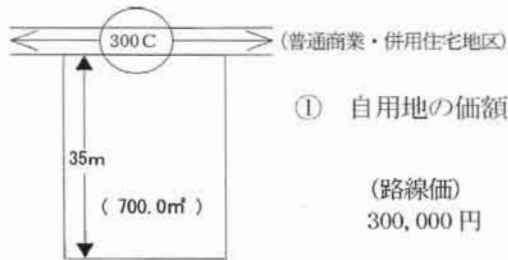 300C
(普通商業・併用住宅地区)
① 自用地の価額
35m
(路線価)
(700.0㎡)
300,000円